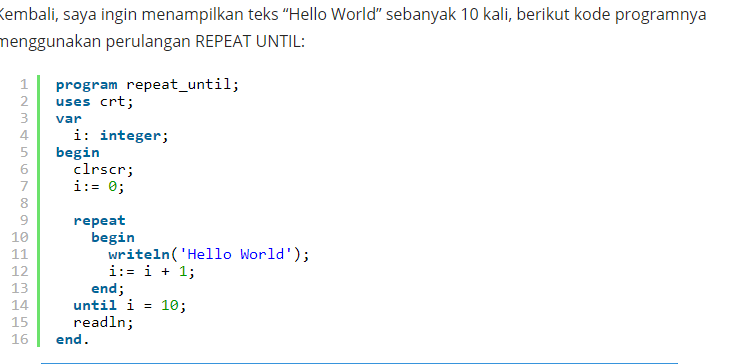 Kembali, saya ingin menampilkan teks “Hello World” sebanyak 10 kali, berikut kode programnya
menggunakan perulangan REPEAT UNTIL:
1 program repeat_until;
2 uses crt;
3 var
4 i: integer;
5 begin
6 clrscr;
7 i:= 0;
8
9 repeat
10 begin
11 writeln('Hello World');
12 i:= i + 1;
13 end;
14 until i = 10;
15 readln;
16 end.